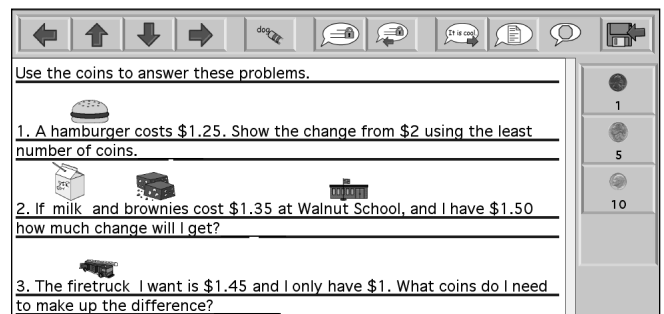 dog
It is cool
Use the coins to answer these problems.
1. A hamburger costs $1.25. Show the change from $2 using the least
number of coins.
2. If milk and brownies cost $1.35 at Walnut School, and I have $1.50
how much change will I get?
3. The firetruck I want is $1.45 and I only have $1. What coins do I need
to make up the difference?
1
5
10